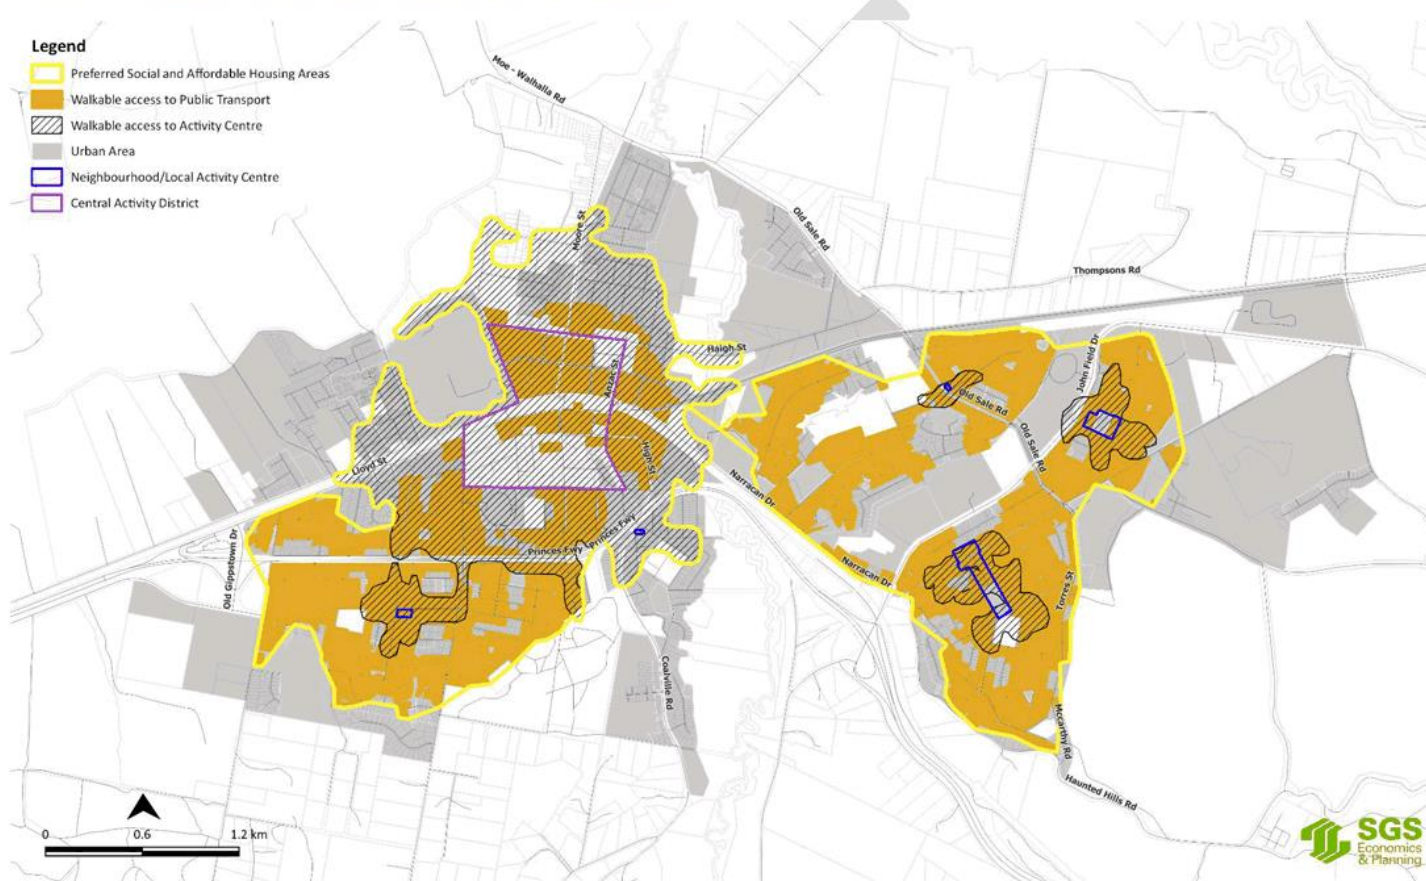 Legend
Preferred Social and Affordable Housing Areas
Walkable access to Public Transport
Walkable access to Activity Centre
Urban Area
Neighbourhood/Local Activity Centre
Central Activity District
Moe - Walhalla Rd
Moore St
Old Sale Rd
Thompsons Rd
Haigh St
John Field Dr
Anzac St
Old Sale Rd
Old Sale Rd
High St
Lloyd St
Narracan Dr
Princes Fwy
Princes Fwy
Old Gippstown Dr
Narracan Dr
Torres St
Coalville Rd
Mccarthy Rd
Haunted Hills Rd
0 0.6 1.2 km
SGS
Economics
& Planning